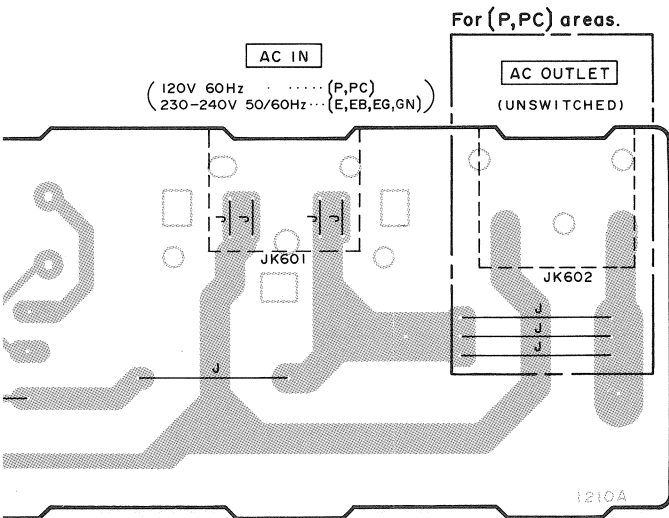 For (P,PC) areas.
AC IN
120V 60Hz · ·····(P,PC)
230-240V 50/60Hz···(E,EB,EG,GN)
AC OUTLET
(UNSWITCHED)
J J J J
JK601
JK602
J
J
J
J
1210A